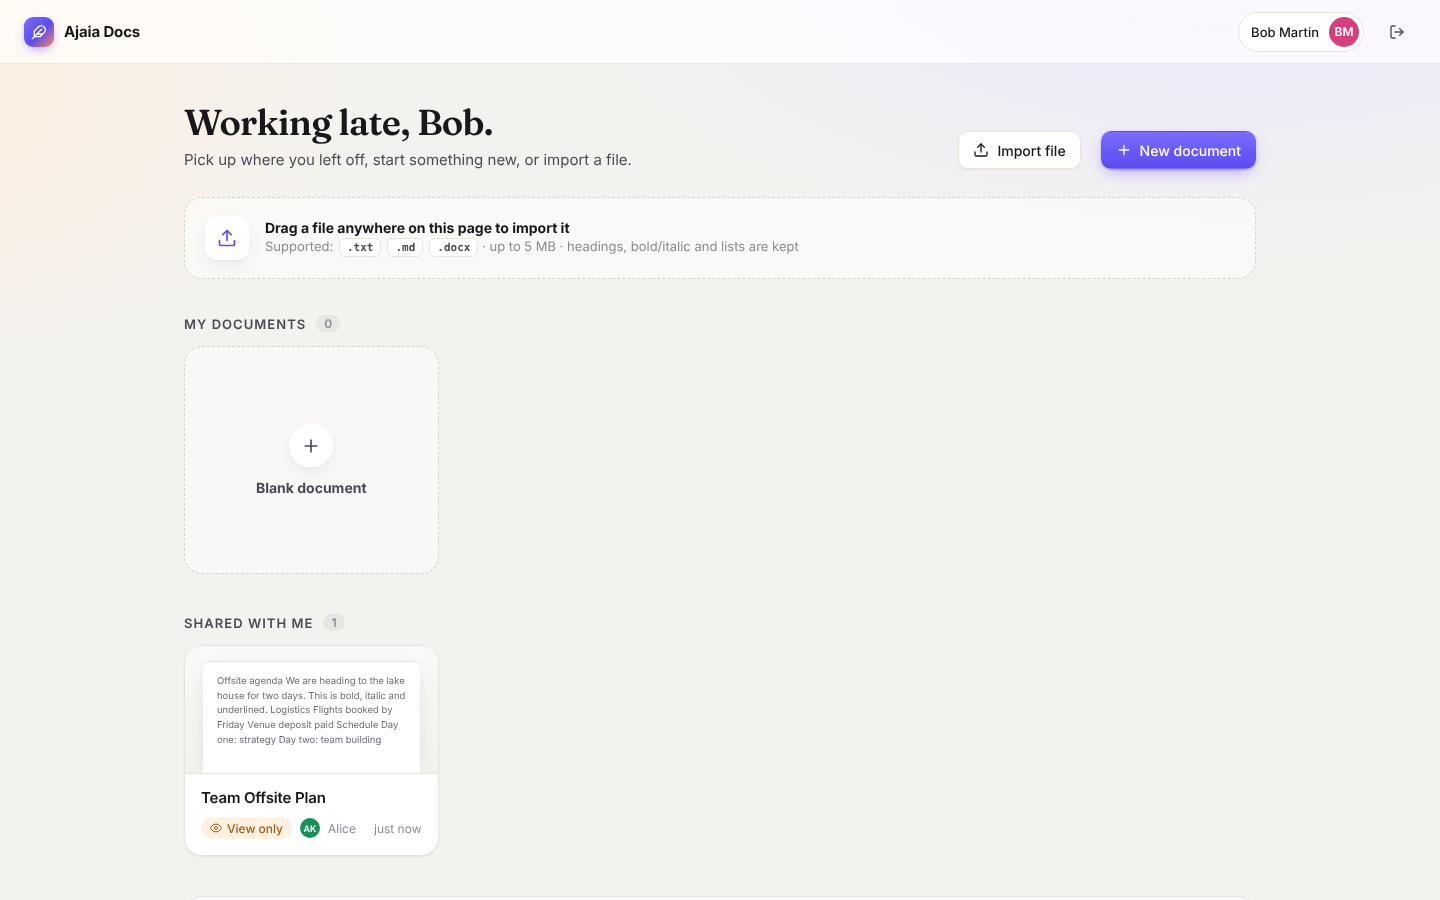 Ajaia Docs
Bob Martin BM
Working late, Bob.
Pick up where you left off, start something new, or import a file.
Import file
New document
Drag a file anywhere on this page to import it
Supported: .txt .md .docx · up to 5 MB · headings, bold/italic and lists are kept
MY DOCUMENTS 0
Blank document
SHARED WITH ME 1
Offsite agenda We are heading to the lake
house for two days. This is bold, italic and
underlined. Logistics Flights booked by
Friday Venue deposit paid Schedule Day
one: strategy Day two: team building
Team Offsite Plan
View only AK Alice just now